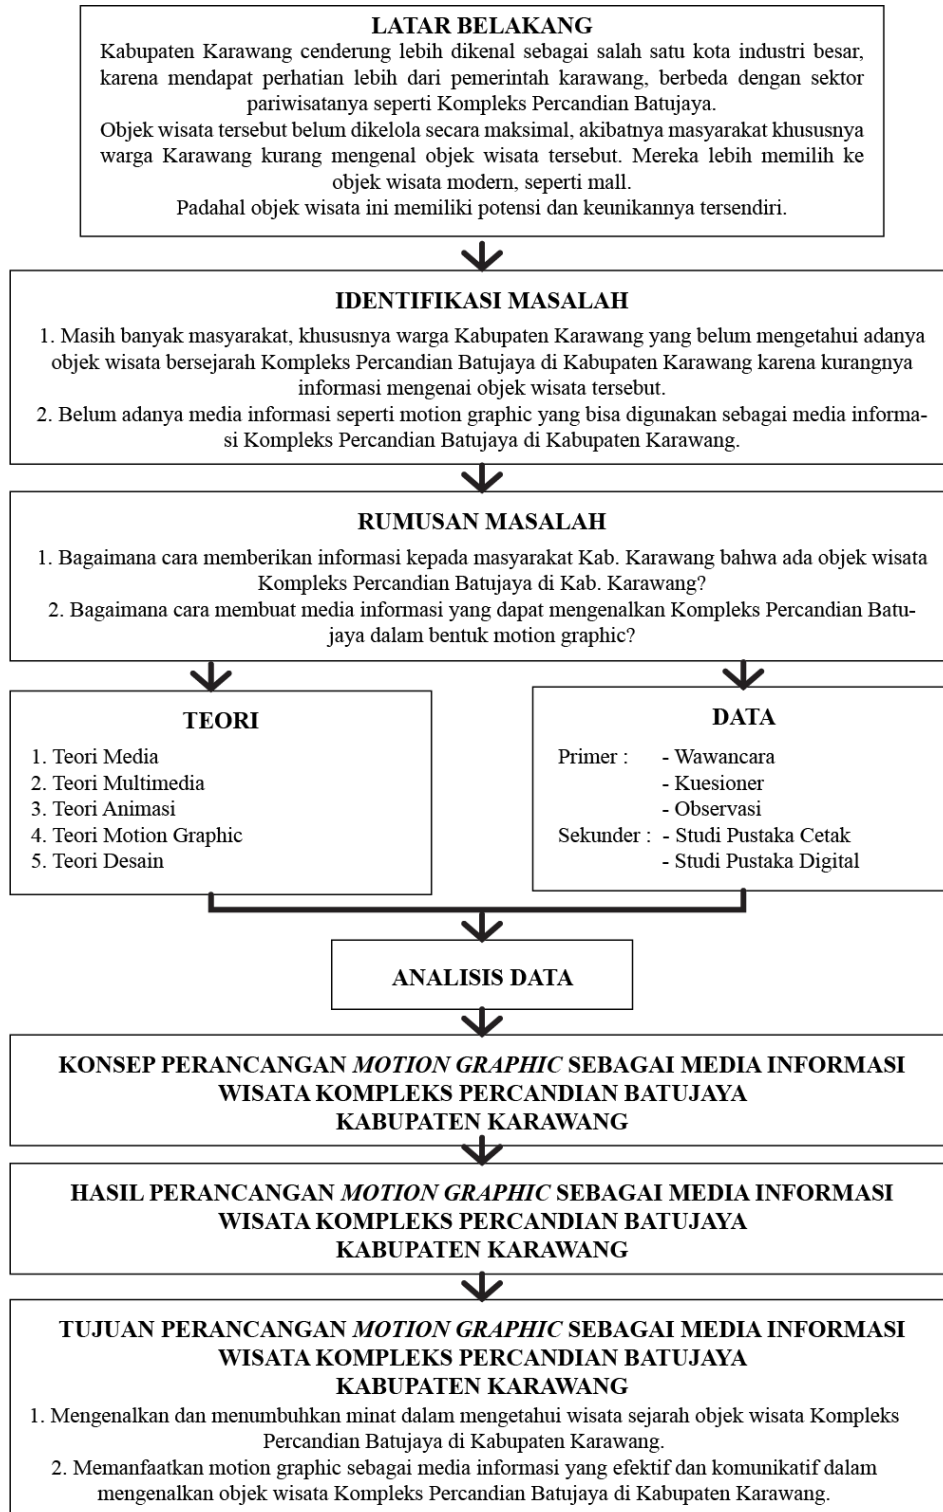 LATAR BELAKANG
Kabupaten Karawang cenderung lebih dikenal sebagai salah satu kota industri besar,
karena mendapat perhatian lebih dari pemerintah karawang, berbeda dengan sektor
pariwisatanya seperti Kompleks Percandian Batujaya.
Objek wisata tersebut belum dikelola secara maksimal, akibatnya masyarakat khususnya
warga Karawang kurang mengenal objek wisata tersebut. Mereka lebih memilih ke
objek wisata modern, seperti mall.
Padahal objek wisata ini memiliki potensi dan keunikannya tersendiri.
IDENTIFIKASI MASALAH
1. Masih banyak masyarakat, khususnya warga Kabupaten Karawang yang belum mengetahui adanya
objek wisata bersejarah Kompleks Percandian Batujaya di Kabupaten Karawang karena kurangnya
informasi mengenai objek wisata tersebut.
2. Belum adanya media informasi seperti motion graphic yang bisa digunakan sebagai media informa-
si Kompleks Percandian Batujaya di Kabupaten Karawang.
RUMUSAN MASALAH
1. Bagaimana cara memberikan informasi kepada masyarakat Kab. Karawang bahwa ada objek wisata
Kompleks Percandian Batujaya di Kab. Karawang?
2. Bagaimana cara membuat media informasi yang dapat mengenalkan Kompleks Percandian Batu-
jaya dalam bentuk motion graphic?
TEORI
1. Teori Media
2. Teori Multimedia
3. Teori Animasi
4. Teori Motion Graphic
5. Teori Desain
DATA
Primer : - Wawancara
- Kuesioner
- Observasi
Sekunder : - Studi Pustaka Cetak
- Studi Pustaka Digital
ANALISIS DATA
KONSEP PERANCANGAN MOTION GRAPHIC SEBAGAI MEDIA INFORMASI
WISATA KOMPLEKS PERCANDIAN BATUJAYA
KABUPATEN KARAWANG
HASIL PERANCANGAN MOTION GRAPHIC SEBAGAI MEDIA INFORMASI
WISATA KOMPLEKS PERCANDIAN BATUJAYA
KABUPATEN KARAWANG
TUJUAN PERANCANGAN MOTION GRAPHIC SEBAGAI MEDIA INFORMASI
WISATA KOMPLEKS PERCANDIAN BATUJAYA
KABUPATEN KARAWANG
1. Mengenalkan dan menumbuhkan minat dalam mengetahui wisata sejarah objek wisata Kompleks
Percandian Batujaya di Kabupaten Karawang.
2. Memanfaatkan motion graphic sebagai media informasi yang efektif dan komunikatif dalam
mengenalkan objek wisata Kompleks Percandian Batujaya di Kabupaten Karawang.